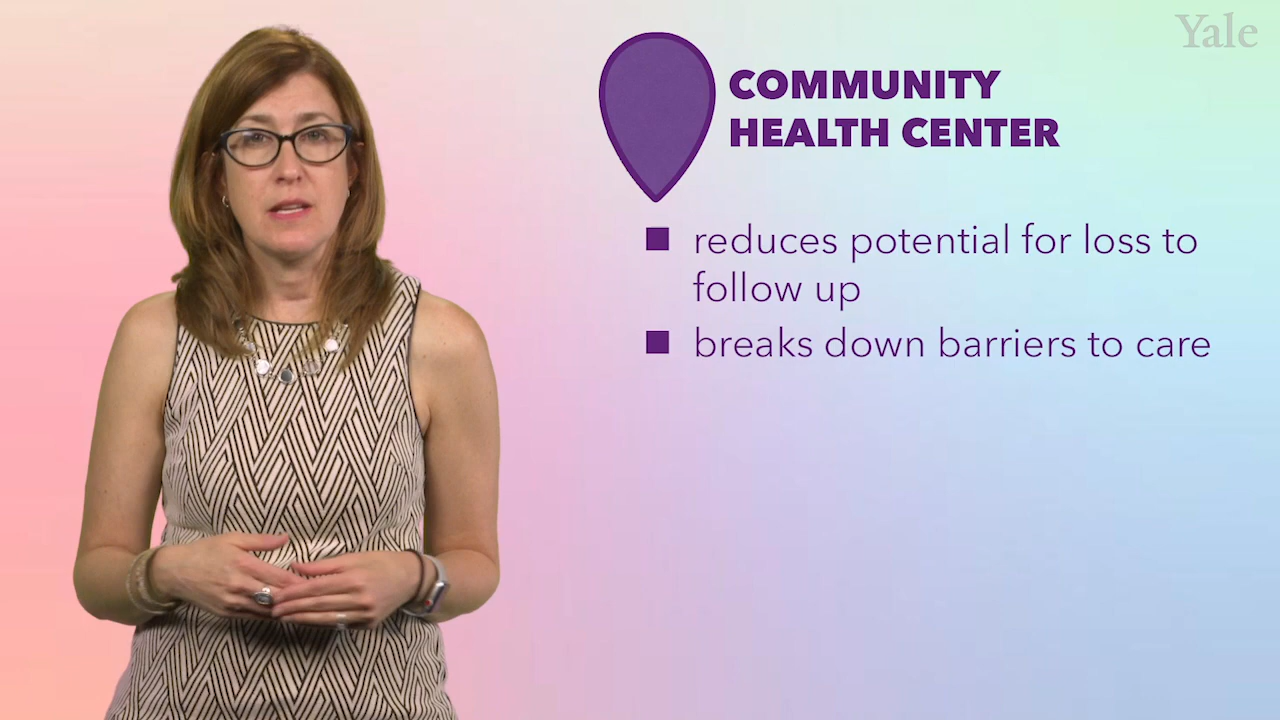 Yale
COMMUNITY
HEALTH CENTER
reduces potential for loss to
follow up
breaks down barriers to care